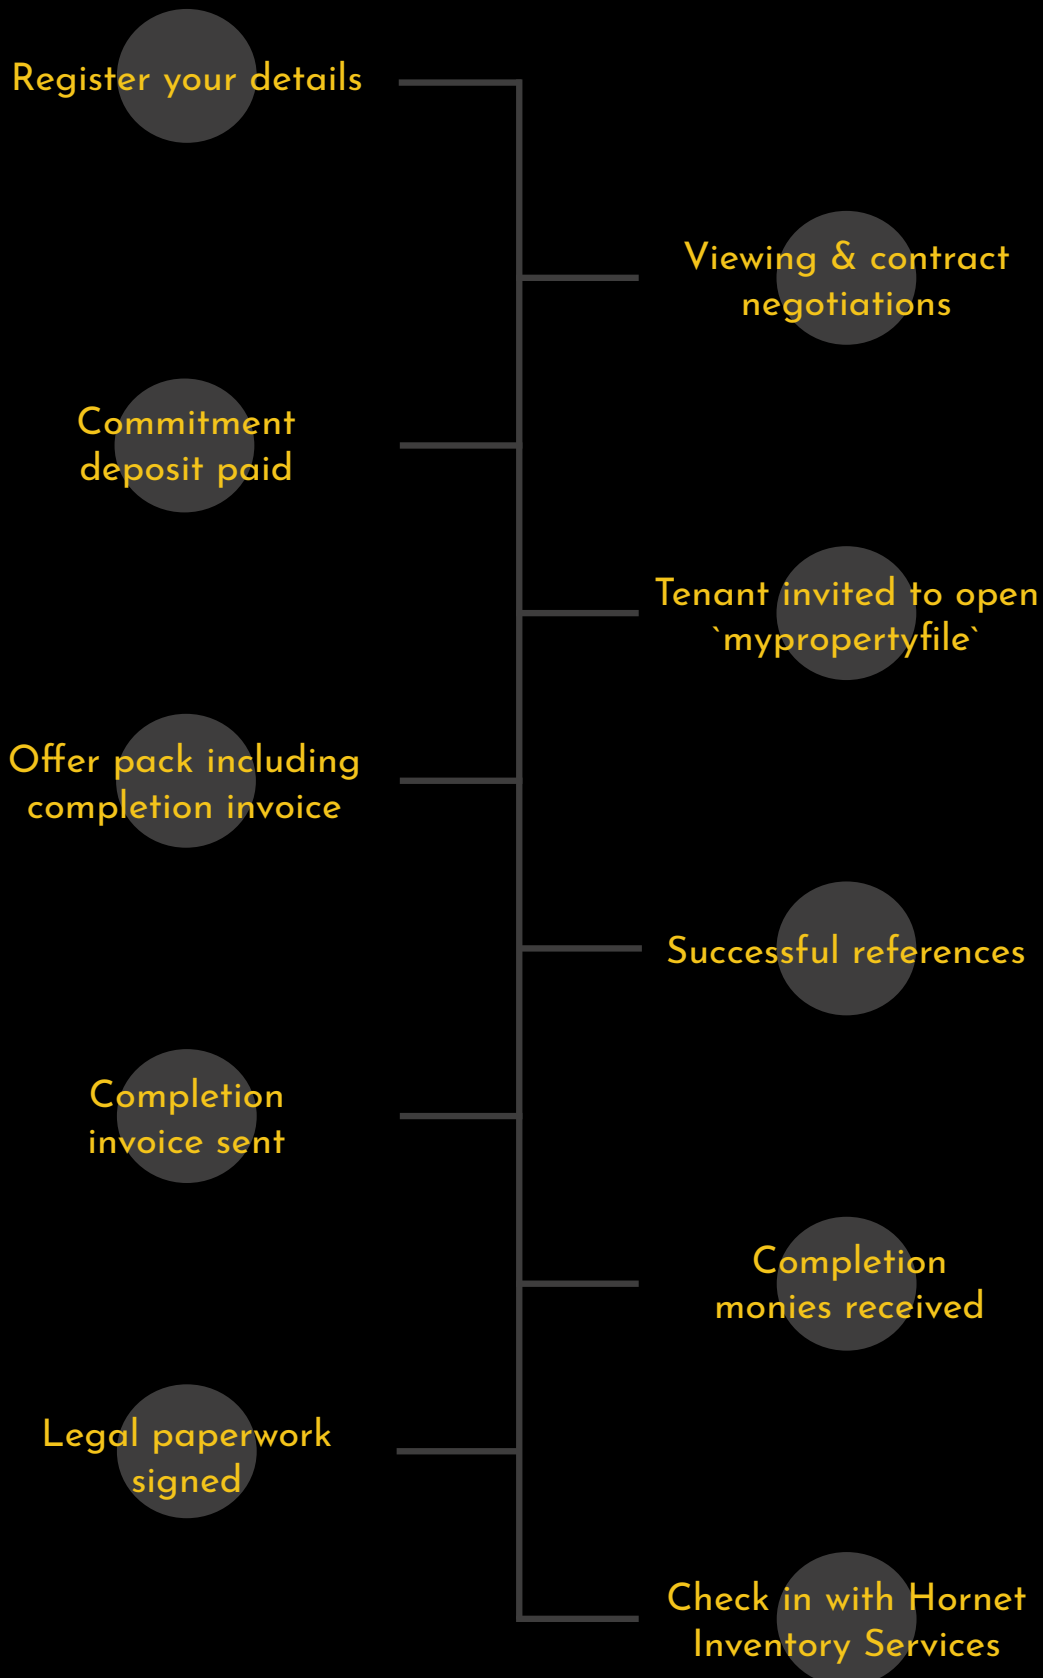 Register your details
Viewing & contract
negotiations
Commitment
deposit paid
Tenant invited to open
`mypropertyfile`
Offer pack including
completion invoice
Successful references
Completion
invoice sent
Completion
monies received
Legal paperwork
signed
Check in with Hornet
Inventory Services